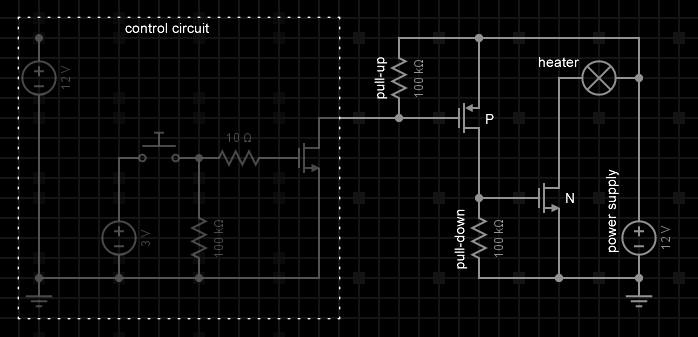 control circuit
12 V
3 V
10 Ω
100 kΩ
pull-up
100 kΩ
P
heater
N
pull-down
100 kΩ
power supply
12 V